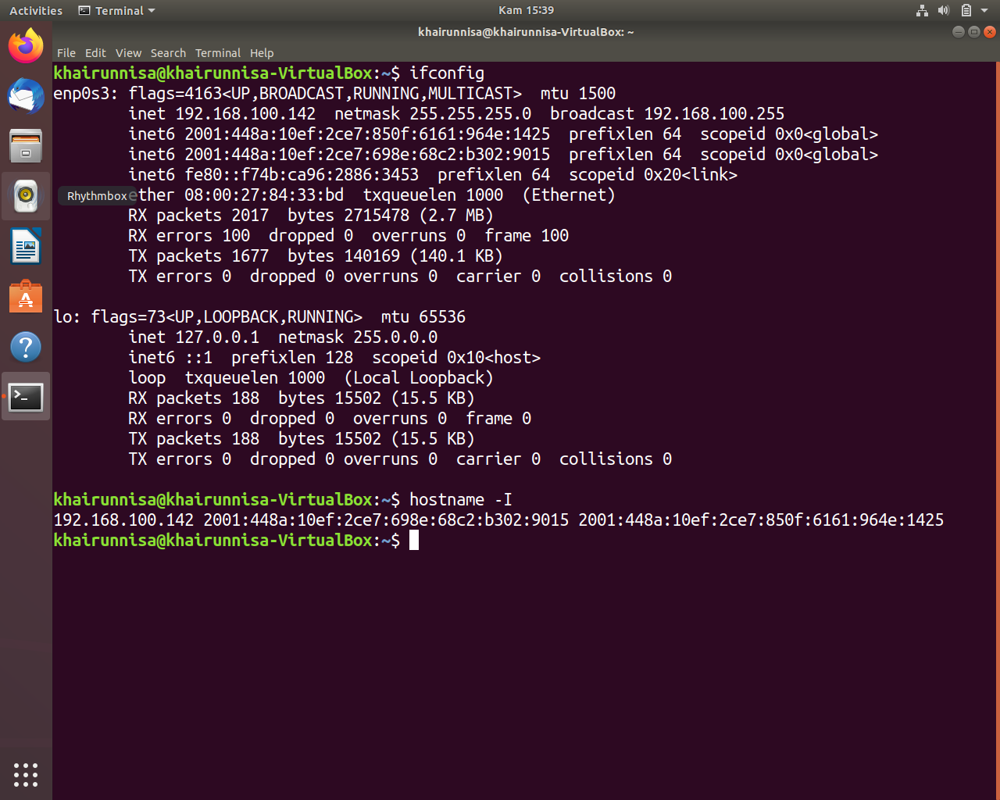 Activities Terminal Kam 15:39
khairunnisa@khairunnisa-VirtualBox: ~
File Edit View Search Terminal Help
khairunnisa@khairunnisa-VirtualBox:~$ ifconfig
enp0s3: flags=4163<UP,BROADCAST,RUNNING,MULTICAST>  mtu 1500
        inet 192.168.100.142  netmask 255.255.255.0  broadcast 192.168.100.255
        inet6 2001:448a:10ef:2ce7:850f:6161:964e:1425  prefixlen 64  scopeid 0x0<global>
        inet6 2001:448a:10ef:2ce7:698e:68c2:b302:9015  prefixlen 64  scopeid 0x0<global>
        inet6 fe80::f74b:ca96:2886:3453  prefixlen 64  scopeid 0x20<link>
Rhythmbox ether 08:00:27:84:33:bd  txqueuelen 1000  (Ethernet)
        RX packets 2017  bytes 2715478 (2.7 MB)
        RX errors 100  dropped 0  overruns 0  frame 100
        TX packets 1677  bytes 140169 (140.1 KB)
        TX errors 0  dropped 0 overruns 0  carrier 0  collisions 0
lo: flags=73<UP,LOOPBACK,RUNNING>  mtu 65536
        inet 127.0.0.1  netmask 255.0.0.0
        inet6 ::1  prefixlen 128  scopeid 0x10<host>
        loop  txqueuelen 1000  (Local Loopback)
        RX packets 188  bytes 15502 (15.5 KB)
        RX errors 0  dropped 0  overruns 0  frame 0
        TX packets 188  bytes 15502 (15.5 KB)
        TX errors 0  dropped 0 overruns 0  carrier 0  collisions 0
khairunnisa@khairunnisa-VirtualBox:~$ hostname -I
192.168.100.142 2001:448a:10ef:2ce7:698e:68c2:b302:9015 2001:448a:10ef:2ce7:850f:6161:964e:1425
khairunnisa@khairunnisa-VirtualBox:~$